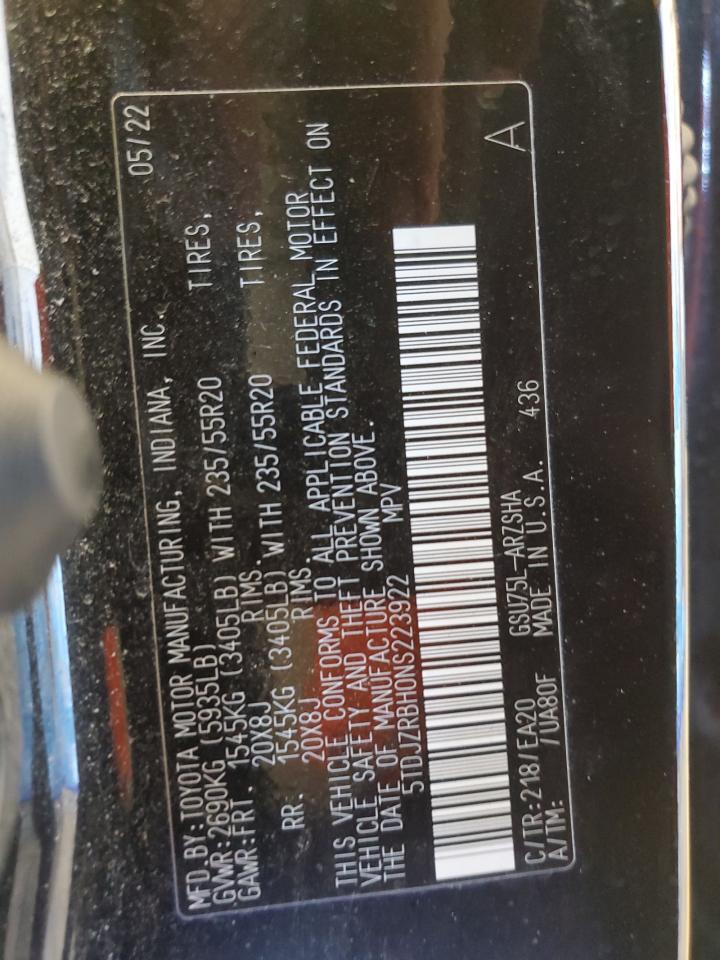 MFD BY:TOYOTA MOTOR MANUFACTURING, INDIANA, INC. 05/22
GVWR:2690KG (5935LB)
GAWR:FRT. 1545KG (3405LB) WITH 235/55R20 TIRES,
20X8J RIMS.
RR. 1545KG (3405LB) WITH 235/55R20 TIRES,
20X8J RIMS.
THIS VEHICLE CONFORMS TO ALL APPLICABLE FEDERAL MOTOR
VEHICLE SAFETY AND THEFT PREVENTION STANDARDS IN EFFECT ON
THE DATE OF MANUFACTURE SHOWN ABOVE.
5TDJZRBH0NS223922 MPV
C/TR:218/EA20 GSU75L-ARZSHA A
A/TM: /UA80F MADE IN U.S.A. 436